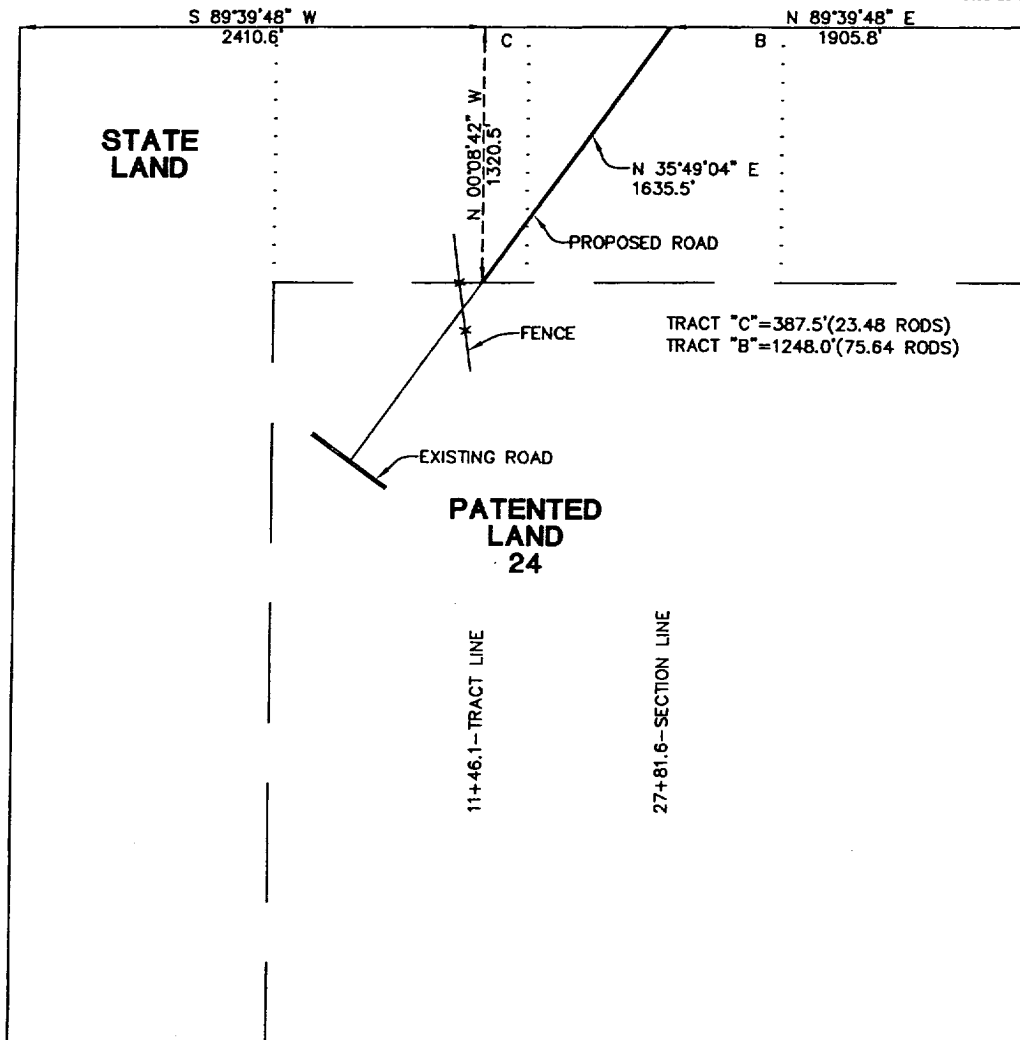 S 89°39'48" W
2410.6'
N 89°39'48" E
1905.8'
C
B
STATE
LAND
N 00°08'42" W
1320.5'
N 35°49'04" E
1635.5'
PROPOSED ROAD
FENCE
TRACT "C"=387.5'(23.48 RODS)
TRACT "B"=1248.0'(75.64 RODS)
EXISTING ROAD
PATENTED
LAND
24
11+46.1-TRACT LINE
27+81.6-SECTION LINE